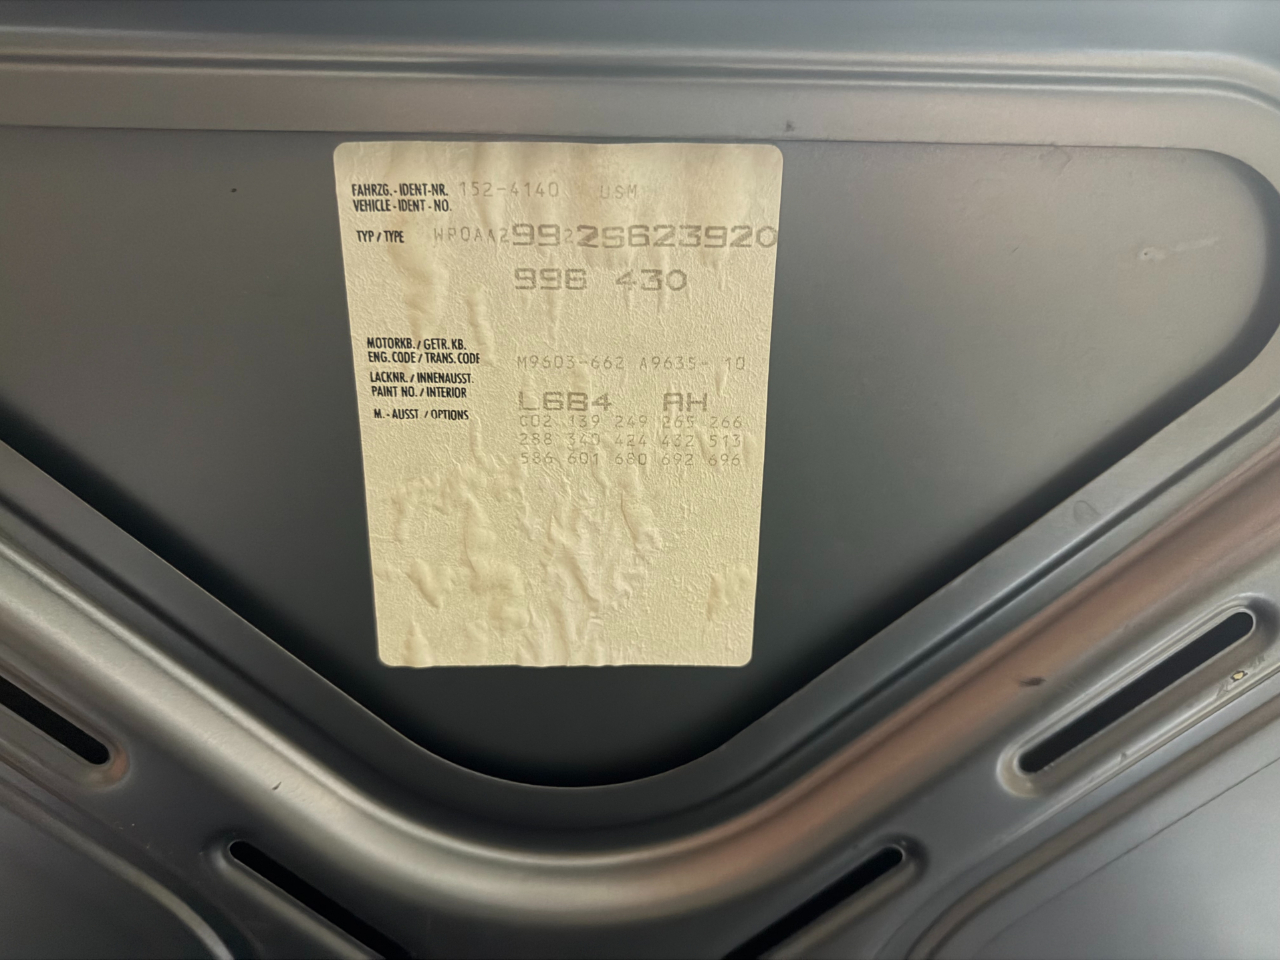 FAHRZG.-IDENT-NR. 152-4140 USM
VEHICLE-IDENT-NO.
TYP/TYPE WP0AA29922S623920
996 430
MOTORKB./GETR.KB.
ENG.CODE/TRANS.CODE M9603-662 A9635- 10
LACKNR./INNENAUSST.
PAINT NO./INTERIOR L6B4 AH
M.-AUSST/OPTIONS C02 139 249 265 266
288 340 424 432 513
586 601 680 692 696